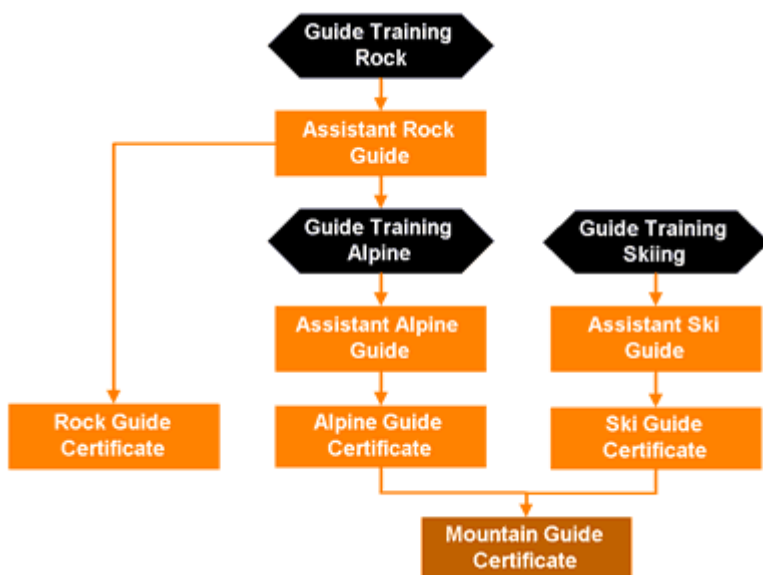 Guide Training
Rock
Assistant Rock
Guide
Guide Training
Alpine
Guide Training
Skiing
Assistant Alpine
Guide
Assistant Ski
Guide
Rock Guide
Certificate
Alpine Guide
Certificate
Ski Guide
Certificate
Mountain Guide
Certificate